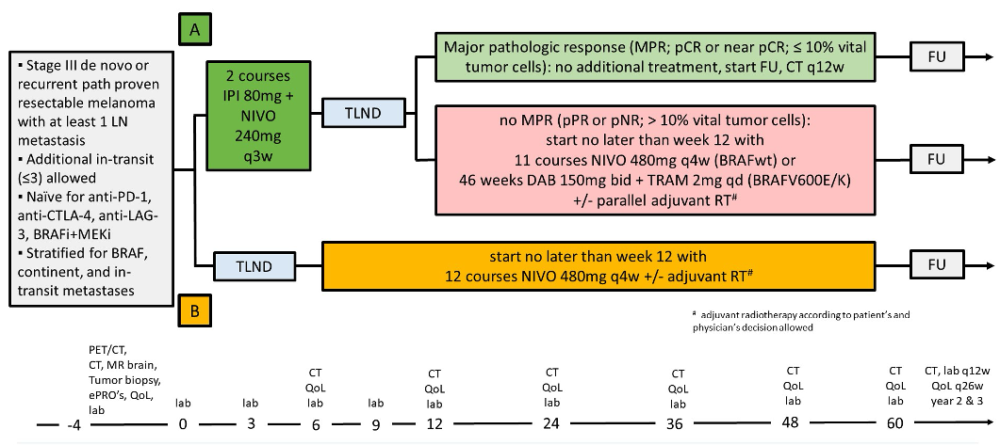 A
▪ Stage III de novo or
recurrent path proven
resectable melanoma
with at least 1 LN
metastasis
▪ Additional in-transit
(≤3) allowed
▪ Naïve for anti-PD-1,
anti-CTLA-4, anti-LAG-
3, BRAFi+MEKi
▪ Stratified for BRAF,
continent, and in-
transit metastases
2 courses
IPI 80mg +
NIVO
240mg
q3w
TLND
Major pathologic response (MPR; pCR or near pCR; ≤ 10% vital
tumor cells): no additional treatment, start FU, CT q12w
FU
no MPR (pPR or pNR; > 10% vital tumor cells):
start no later than week 12 with
11 courses NIVO 480mg q4w (BRAFwt) or
46 weeks DAB 150mg bid + TRAM 2mg qd (BRAFV600E/K)
+/- parallel adjuvant RT#
FU
B
TLND
start no later than week 12 with
12 courses NIVO 480mg q4w +/- adjuvant RT#
FU
# adjuvant radiotherapy according to patient's and
physician's decision allowed
PET/CT,
CT, MR brain,
Tumor biopsy,
ePRO's, QoL,
lab
-4
lab
0
lab
3
CT
QoL
lab
6
lab
9
CT
QoL
lab
12
CT
QoL
lab
24
CT
QoL
lab
36
CT
QoL
lab
48
CT
QoL
lab
60
CT, lab q12w
QoL q26w
year 2 & 3